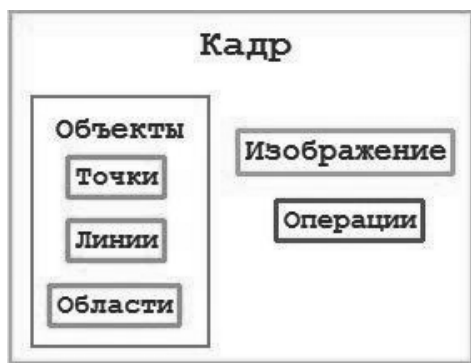 Кадр
Объекты
Точки
Линии
Области
Изображение
Операции